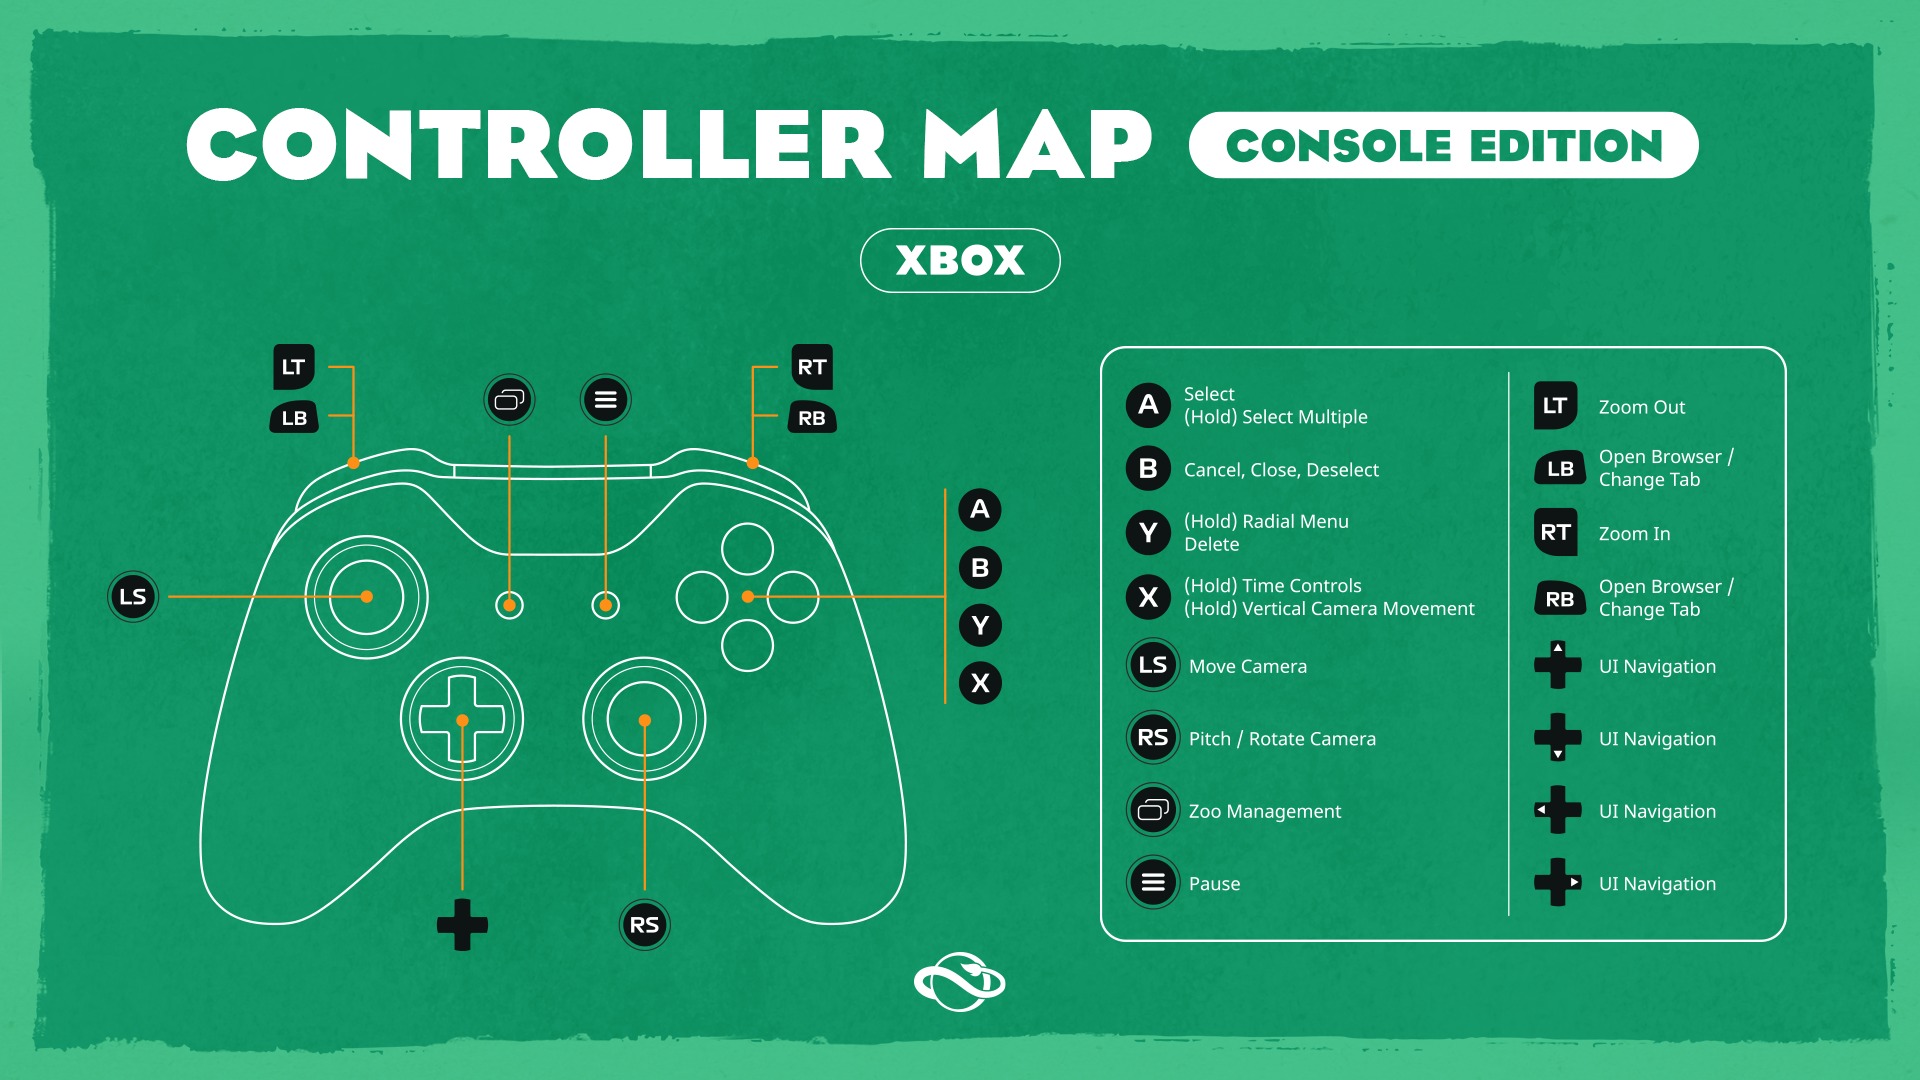 CONTROLLER MAP CONSOLE EDITION
XBOX
LT
LB
RT
RB
LS
A
B
Y
X
RS
A Select
(Hold) Select Multiple
B Cancel, Close, Deselect
Y (Hold) Radial Menu
Delete
X (Hold) Time Controls
(Hold) Vertical Camera Movement
LS Move Camera
RS Pitch / Rotate Camera
Zoo Management
Pause
LT Zoom Out
LB Open Browser /
Change Tab
RT Zoom In
RB Open Browser /
Change Tab
UI Navigation
UI Navigation
UI Navigation
UI Navigation